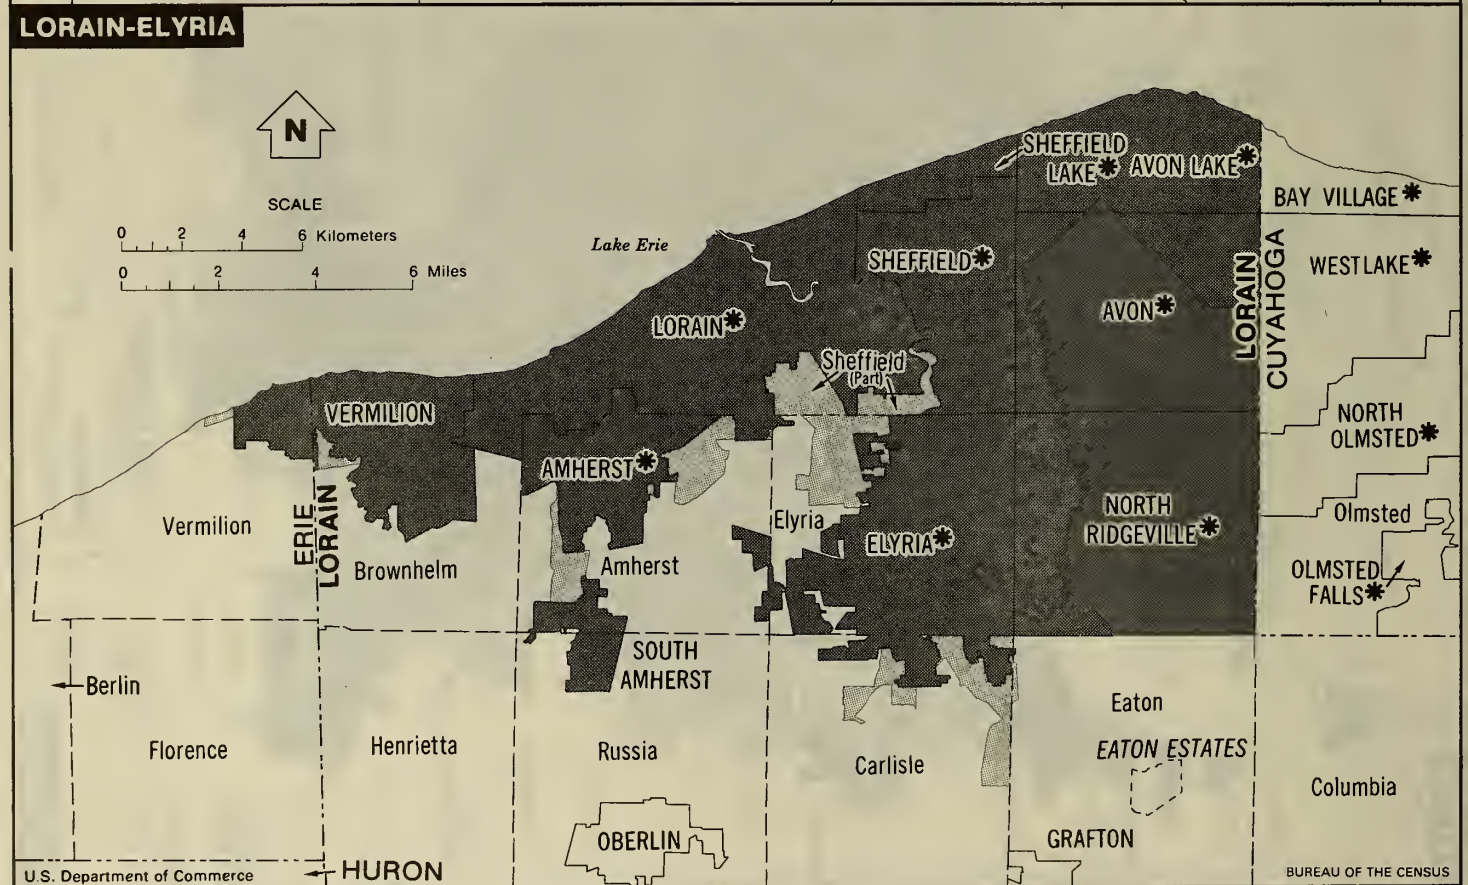 LORAIN-ELYRIA
N
SCALE
0 2 4 6 Kilometers
0 2 4 6 Miles
Lake Erie
SHEFFIELD
LAKE* AVON LAKE*
BAY VILLAGE*
SHEFFIELD*
WESTLAKE*
LORAIN
CUYAHOGA
AVON*
LORAIN*
Sheffield
(Part)
VERMILION
NORTH
OLMSTED*
AMHERST*
Vermilion
ERIE
LORAIN
Brownhelm
Amherst
Elyria
ELYRIA*
NORTH
RIDGEVILLE*
Olmsted
OLMSTED
FALLS*
SOUTH
AMHERST
Berlin
Florence
Henrietta
Russia
Carlisle
Eaton
EATON ESTATES
Columbia
OBERLIN
GRAFTON
HURON
U.S. Department of Commerce
BUREAU OF THE CENSUS